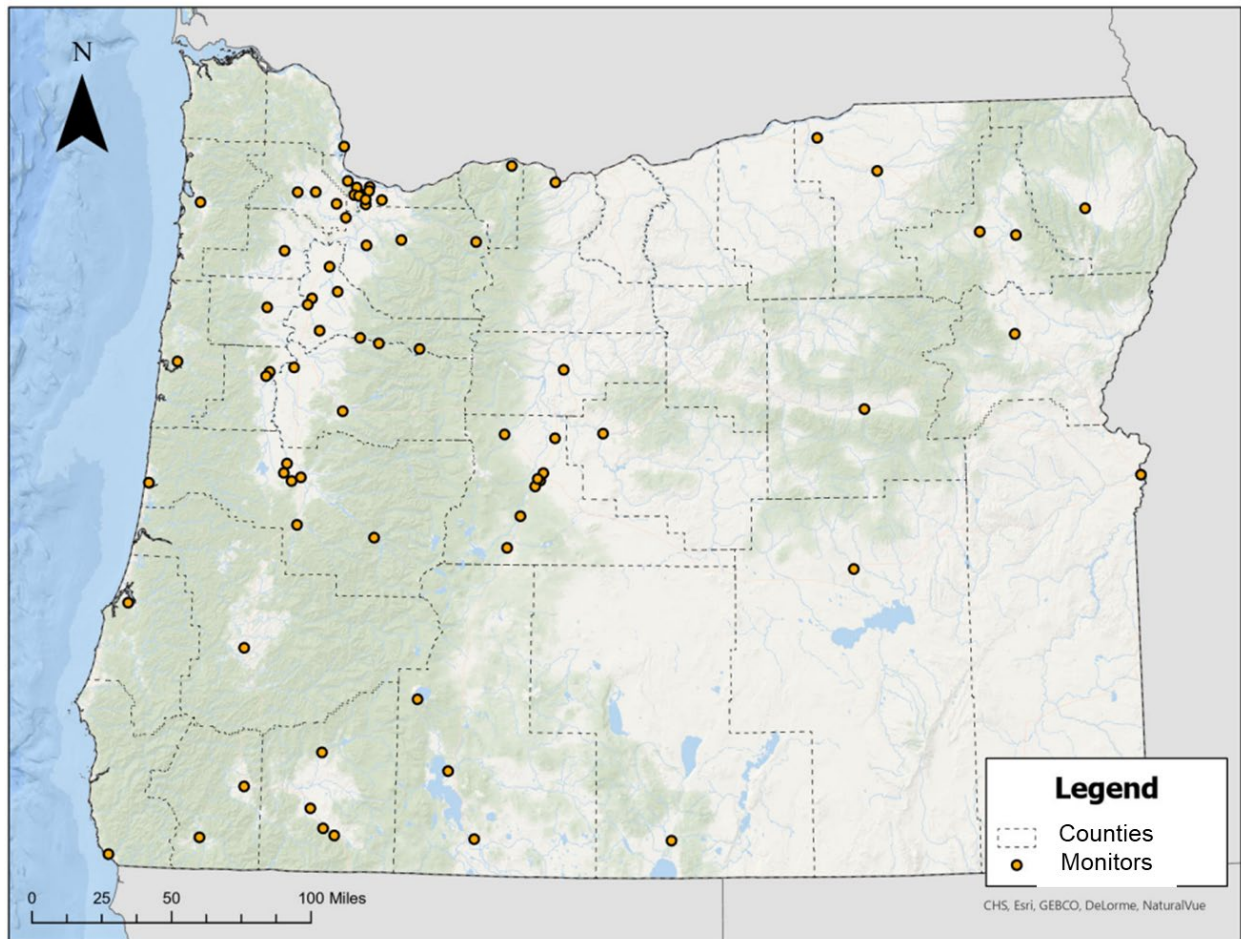 N
Legend
Counties
Monitors
0 25 50 100 Miles
CHS, Esri, GEBCO, DeLorme, NaturalVue